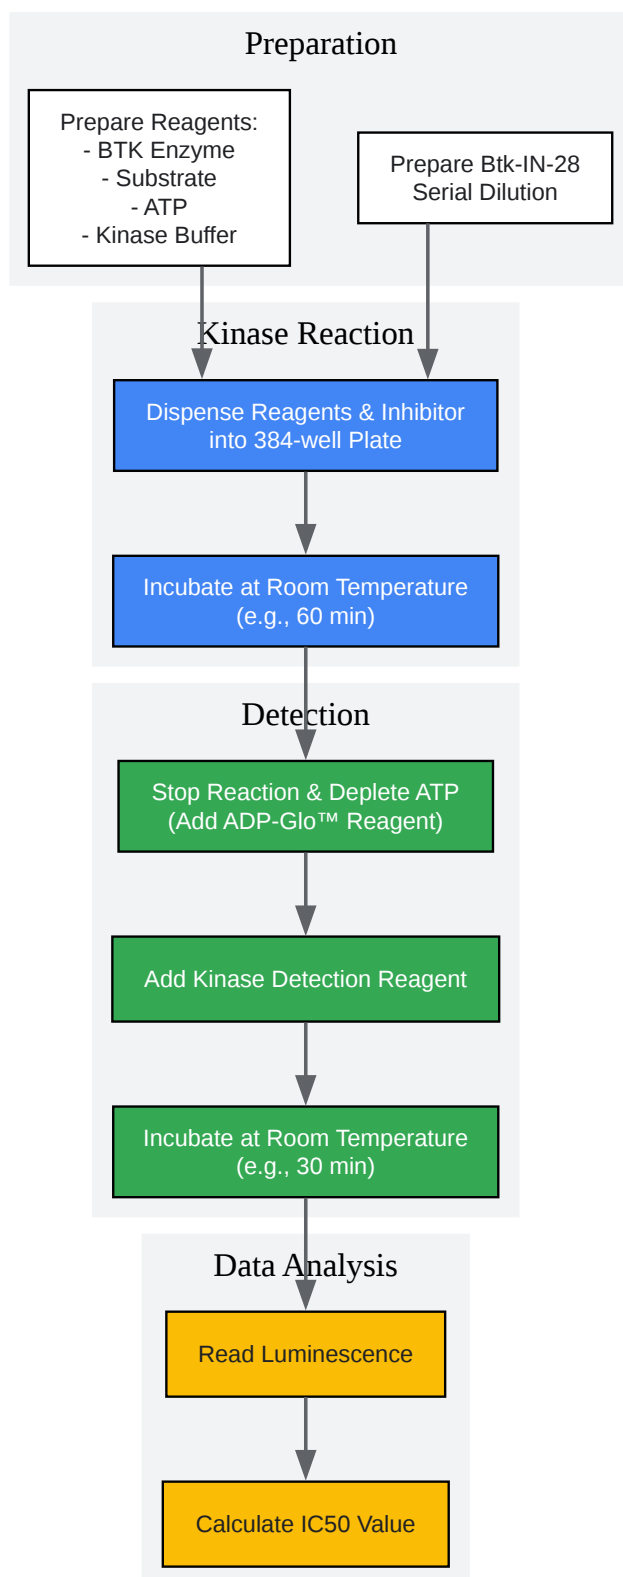 Preparation
Prepare Reagents:
- BTK Enzyme
- Substrate
- ATP
- Kinase Buffer
Prepare Btk-IN-28
Serial Dilution
Kinase Reaction
Dispense Reagents & Inhibitor
into 384-well Plate
Incubate at Room Temperature
(e.g., 60 min)
Detection
Stop Reaction & Deplete ATP
(Add ADP-Glo™ Reagent)
Add Kinase Detection Reagent
Incubate at Room Temperature
(e.g., 30 min)
Data Analysis
Read Luminescence
Calculate IC50 Value